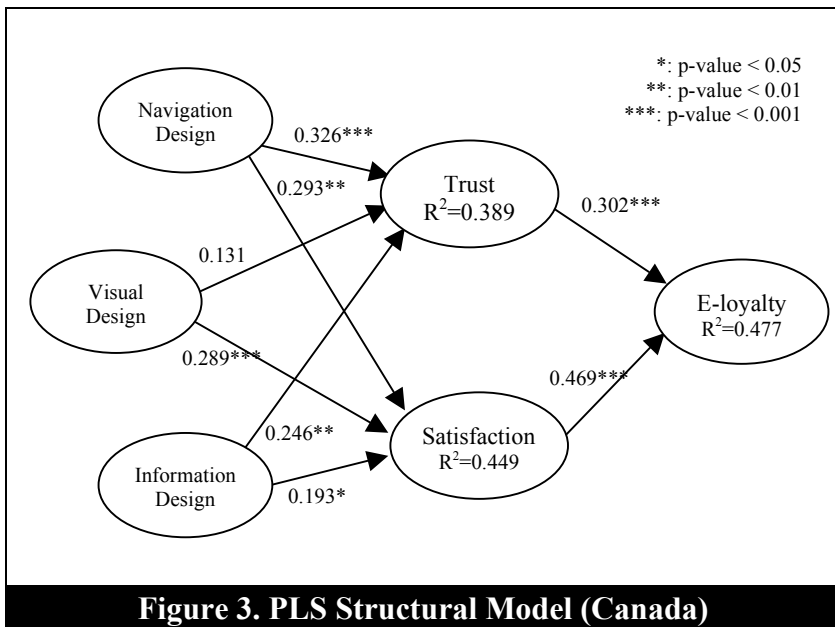 *: p-value < 0.05
**: p-value < 0.01
***: p-value < 0.001
Navigation
Design
0.326***
0.293**
Trust
R²=0.389
0.302***
0.131
Visual
Design
0.289***
E-loyalty
R²=0.477
0.469***
0.246**
Satisfaction
R²=0.449
Information
Design
0.193*
Figure 3. PLS Structural Model (Canada)